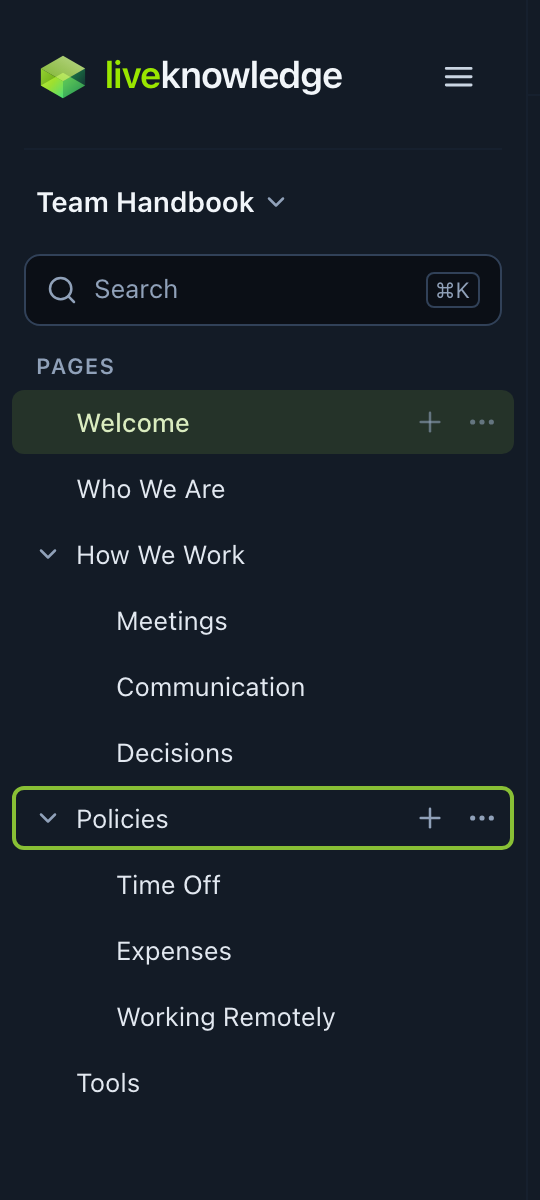 liveknowledge
Team Handbook
Search ⌘K
PAGES
Welcome
Who We Are
How We Work
Meetings
Communication
Decisions
Policies
Time Off
Expenses
Working Remotely
Tools